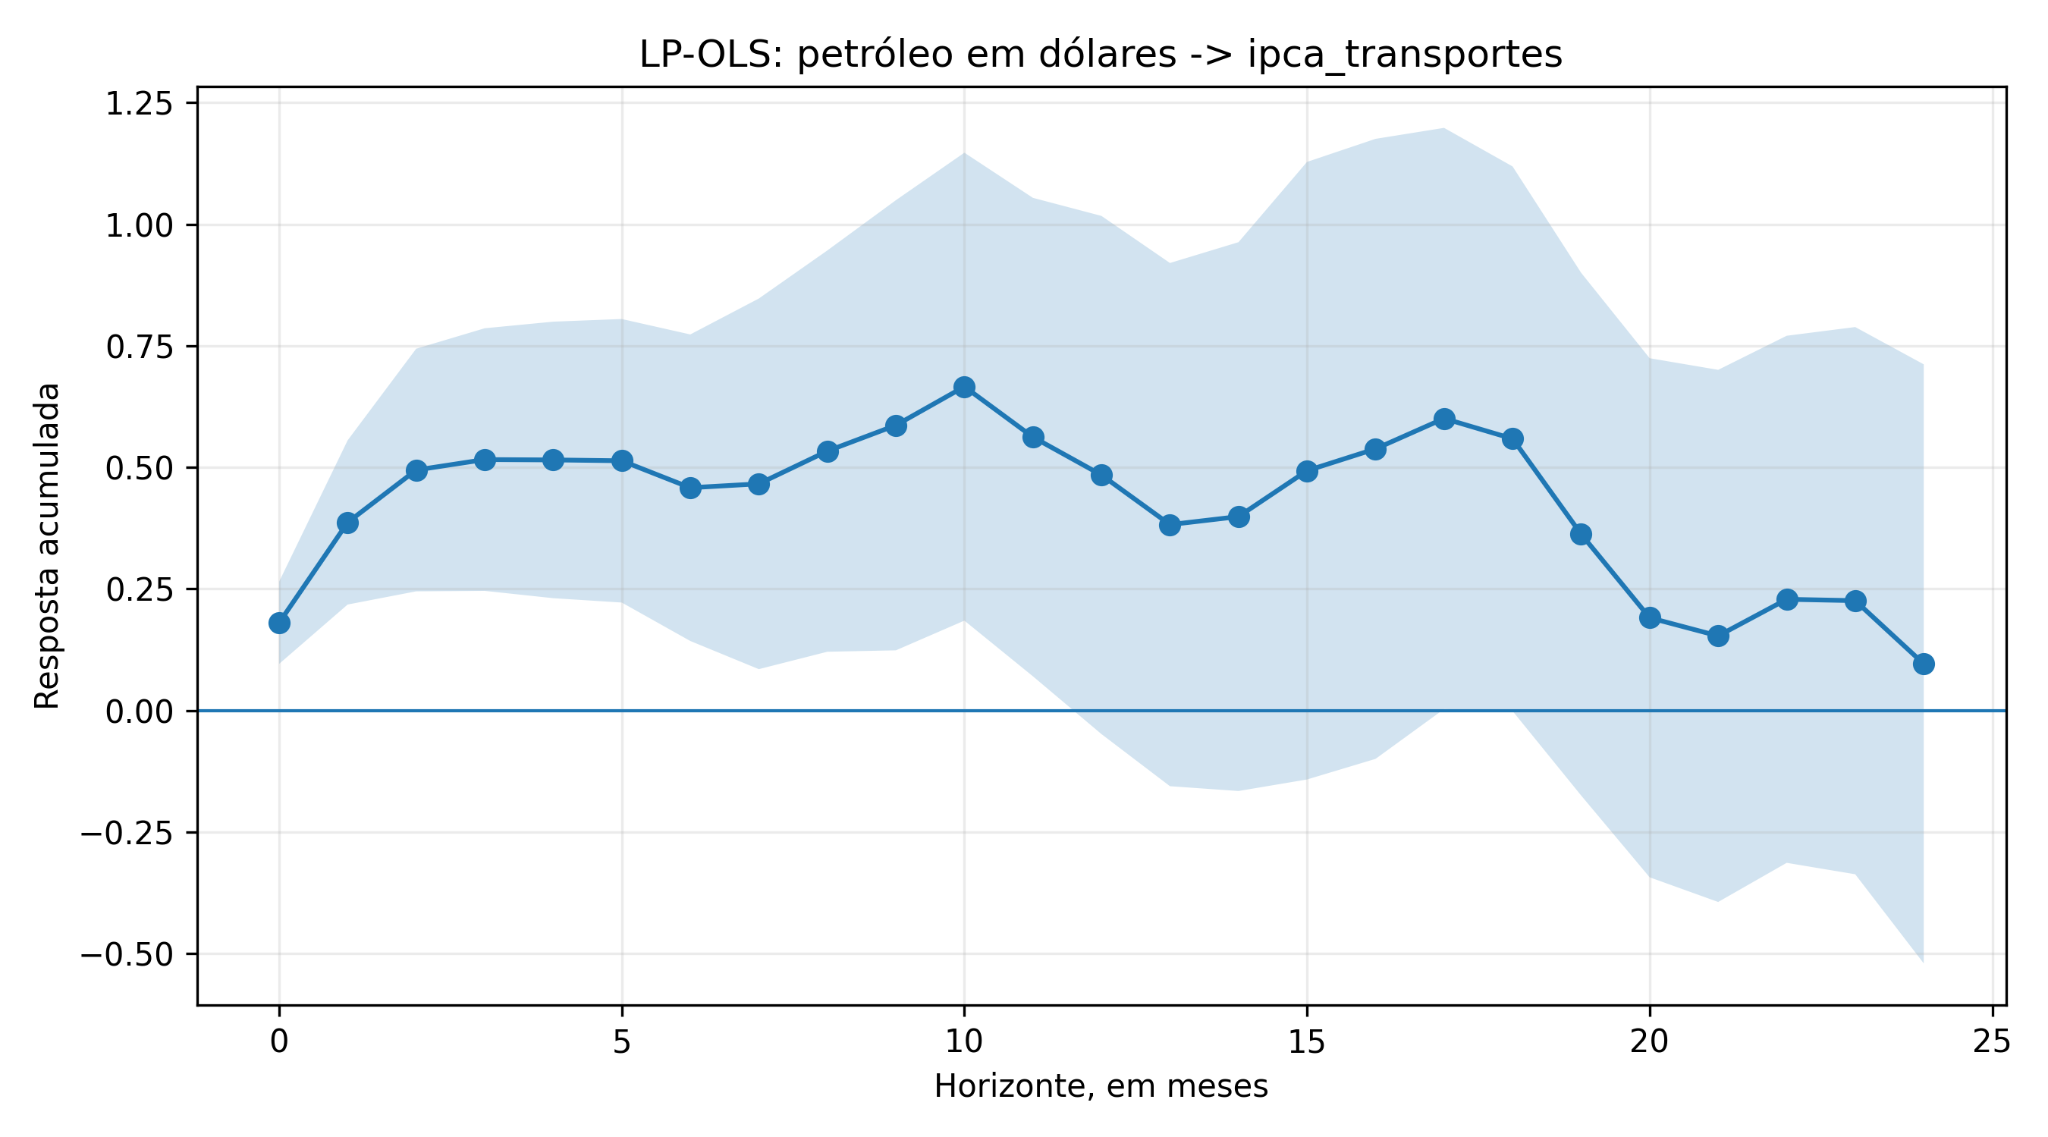 LP-OLS: petróleo em dólares -> ipca_transportes
Resposta acumulada
1.25
1.00
0.75
0.50
0.25
0.00
−0.25
−0.50
0 5 10 15 20 25
Horizonte, em meses